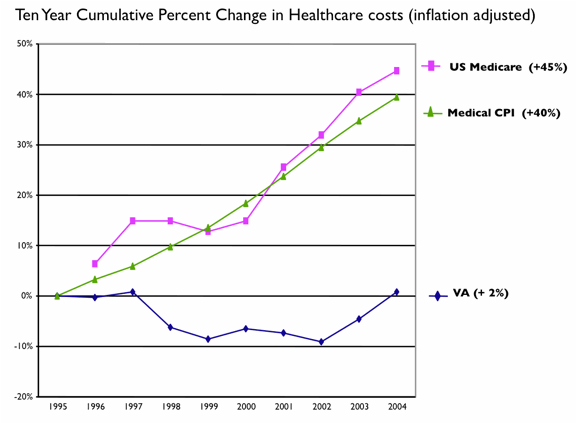 Ten Year Cumulative Percent Change in Healthcare costs (inflation adjusted)
50%
40%
30%
20%
10%
0%
-10%
-20%
1995 1996 1997 1998 1999 2000 2001 2002 2003 2004
US Medicare (+45%)
Medical CPI (+40%)
VA (+ 2%)